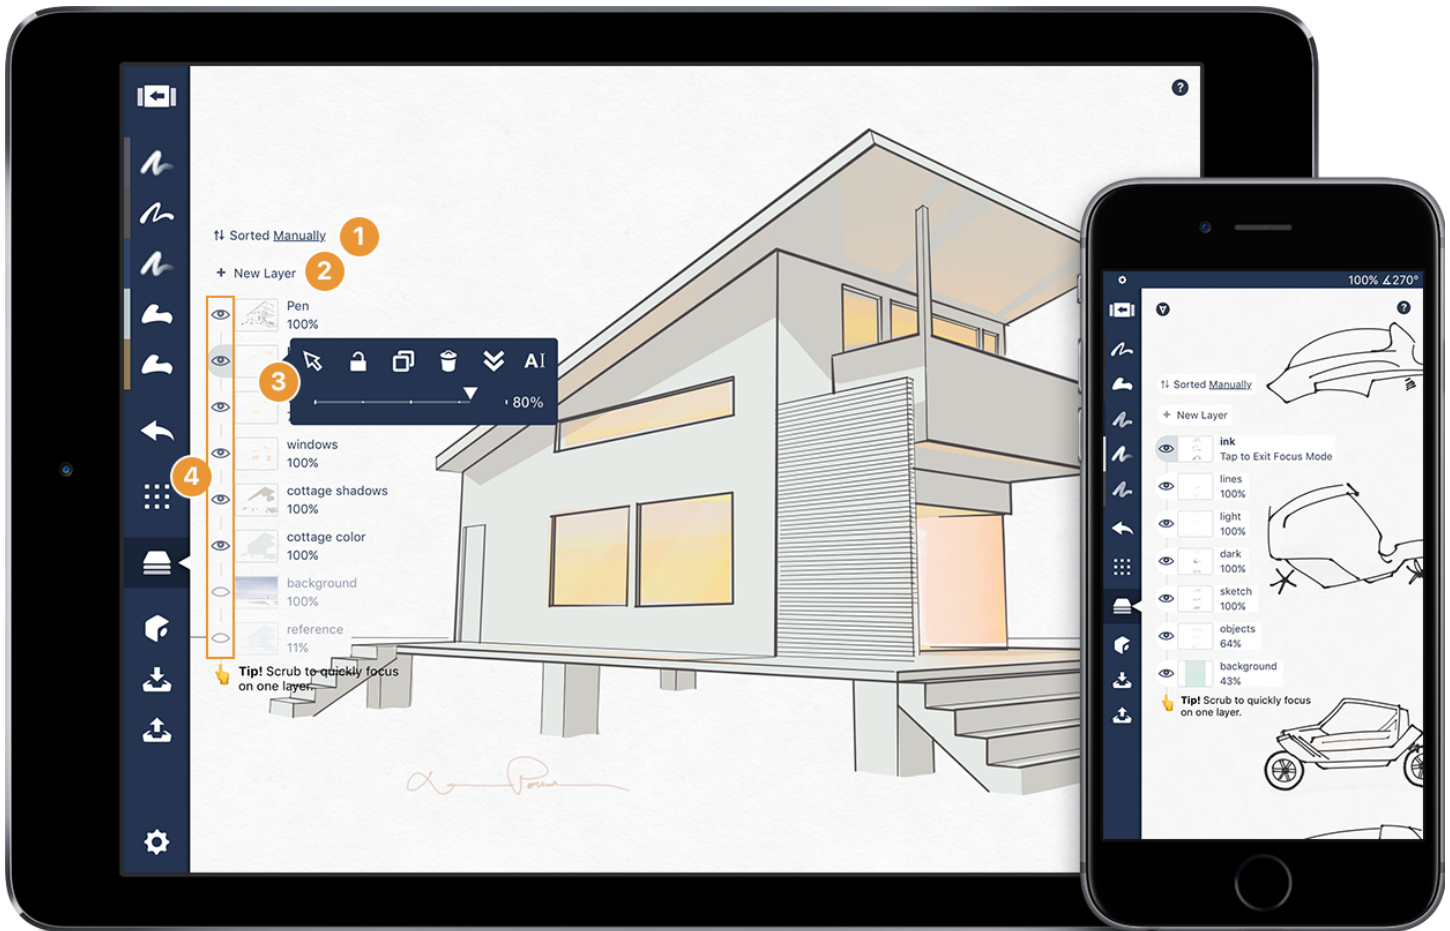 ?
Sorted Manually
1
+ New Layer
2
Pen
100%
3
AI
80%
windows
100%
4
cottage shadows
100%
cottage color
100%
background
100%
reference
11%
Tip! Scrub to quickly focus
on one layer.
100% ∡270°
?
Sorted Manually
+ New Layer
ink
Tap to Exit Focus Mode
lines
100%
light
100%
dark
100%
sketch
100%
objects
64%
background
43%
Tip! Scrub to quickly focus
on one layer.